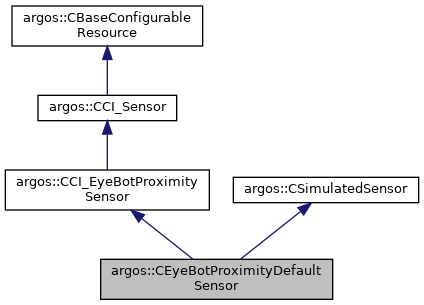 argos::CBaseConfigurable
Resource
argos::CCI_Sensor
argos::CCI_EyeBotProximity
Sensor
argos::CSimulatedSensor
argos::CEyeBotProximityDefault
Sensor